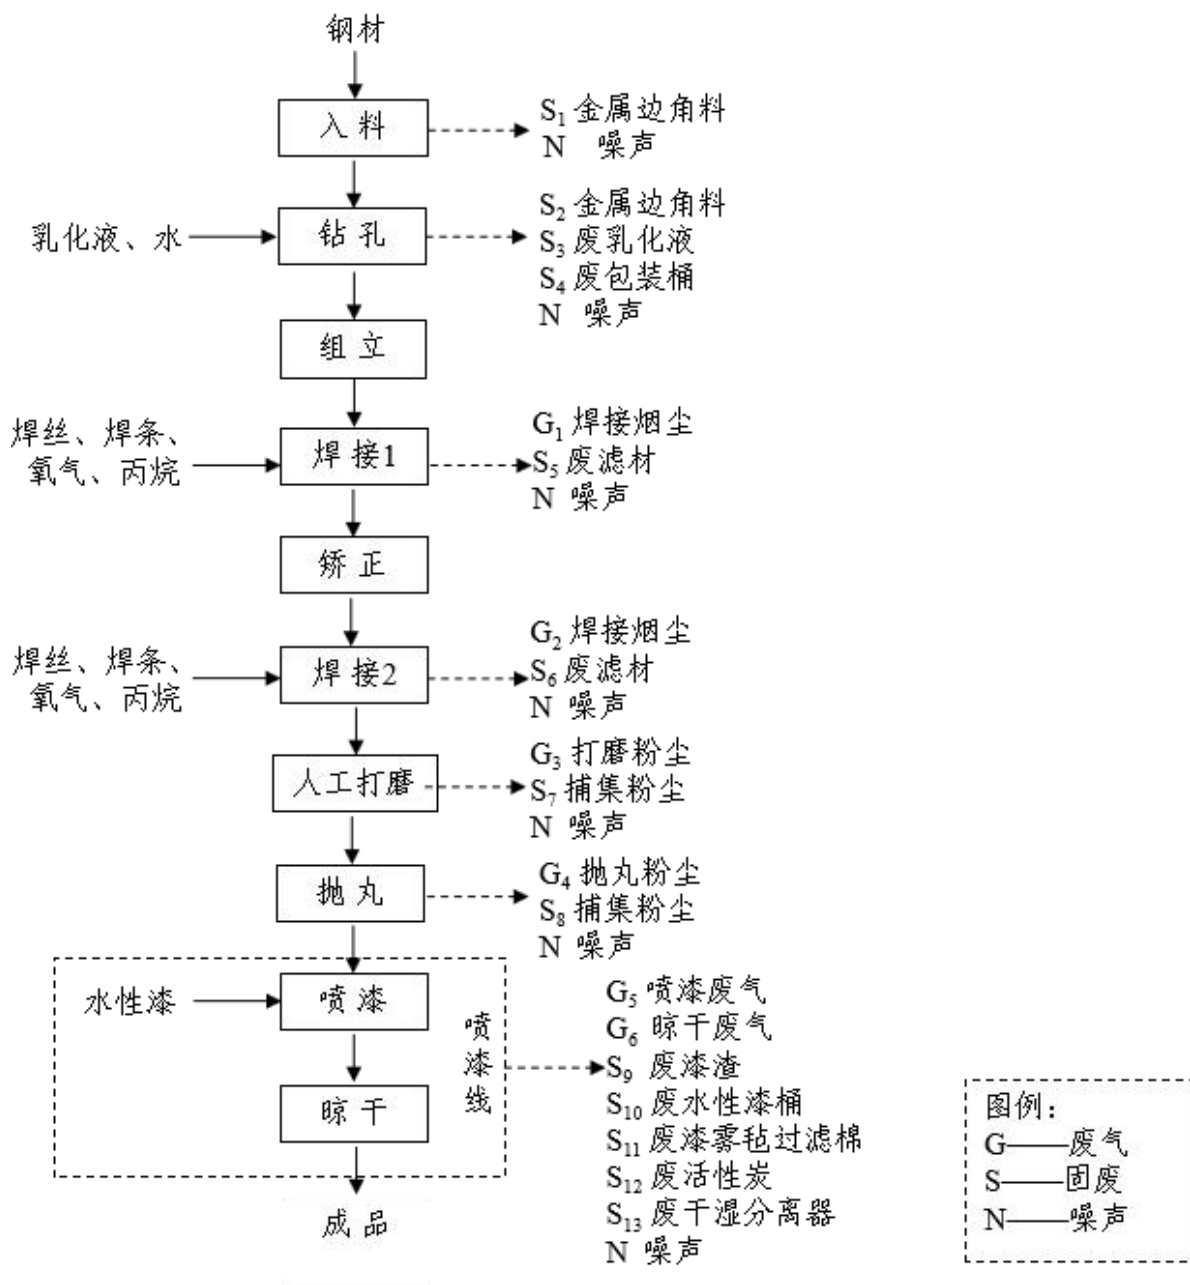 钢材
入料
S₁ 金属边角料
N 噪声
乳化液、水
钻孔
S₂ 金属边角料
S₃ 废乳化液
S₄ 废包装桶
N 噪声
组立
焊丝、焊条、
氧气、丙烷
焊接1
G₁ 焊接烟尘
S₅ 废滤材
N 噪声
矫正
焊丝、焊条、
氧气、丙烷
焊接2
G₂ 焊接烟尘
S₆ 废滤材
N 噪声
人工打磨
G₃ 打磨粉尘
S₇ 捕集粉尘
N 噪声
抛丸
G₄ 抛丸粉尘
S₈ 捕集粉尘
N 噪声
水性漆
喷漆
晾干
喷漆线
G₅ 喷漆废气
G₆ 晾干废气
S₉ 废漆渣
S₁₀ 废水性漆桶
S₁₁ 废漆雾毡过滤棉
S₁₂ 废活性炭
S₁₃ 废干湿分离器
N 噪声
成品
图例：
G——废气
S——固废
N——噪声